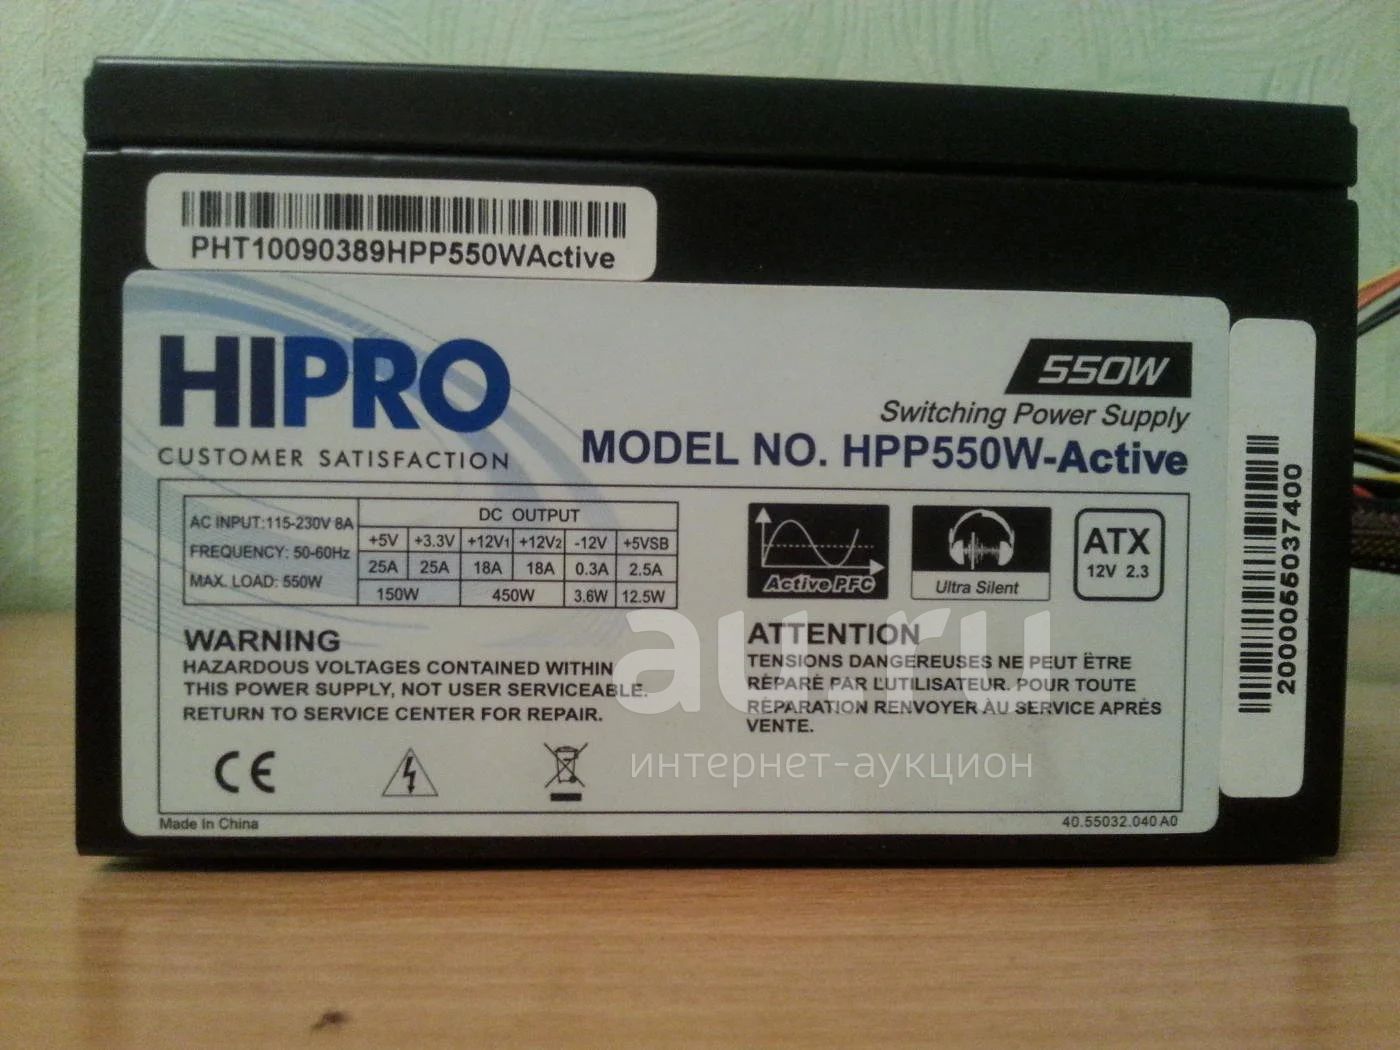 PHT10090389HPP550WActive
HIPRO
CUSTOMER SATISFACTION
550W
Switching Power Supply
MODEL NO. HPP550W-Active
AC INPUT:115-230V 8A
FREQUENCY: 50-60Hz
MAX. LOAD: 550W
DC OUTPUT
+5V +3.3V +12V1 +12V2 -12V +5VSB
25A 25A 18A 18A 0.3A 2.5A
150W 450W 3.6W 12.5W
Active PFC
Ultra Silent
ATX
12V 2.3
WARNING
HAZARDOUS VOLTAGES CONTAINED WITHIN
THIS POWER SUPPLY, NOT USER SERVICEABLE.
RETURN TO SERVICE CENTER FOR REPAIR.
ATTENTION
TENSIONS DANGEREUSES NE PEUT ËTRE
RÉPARÉ PAR L'UTILISATEUR. POUR TOUTE
RÉPARATION RENVOYER ÀU SERVICE APRÉS
VENTE.
CE
Made In China
40.55032.040 A0
2000055037400
au.ru
интернет-аукцион